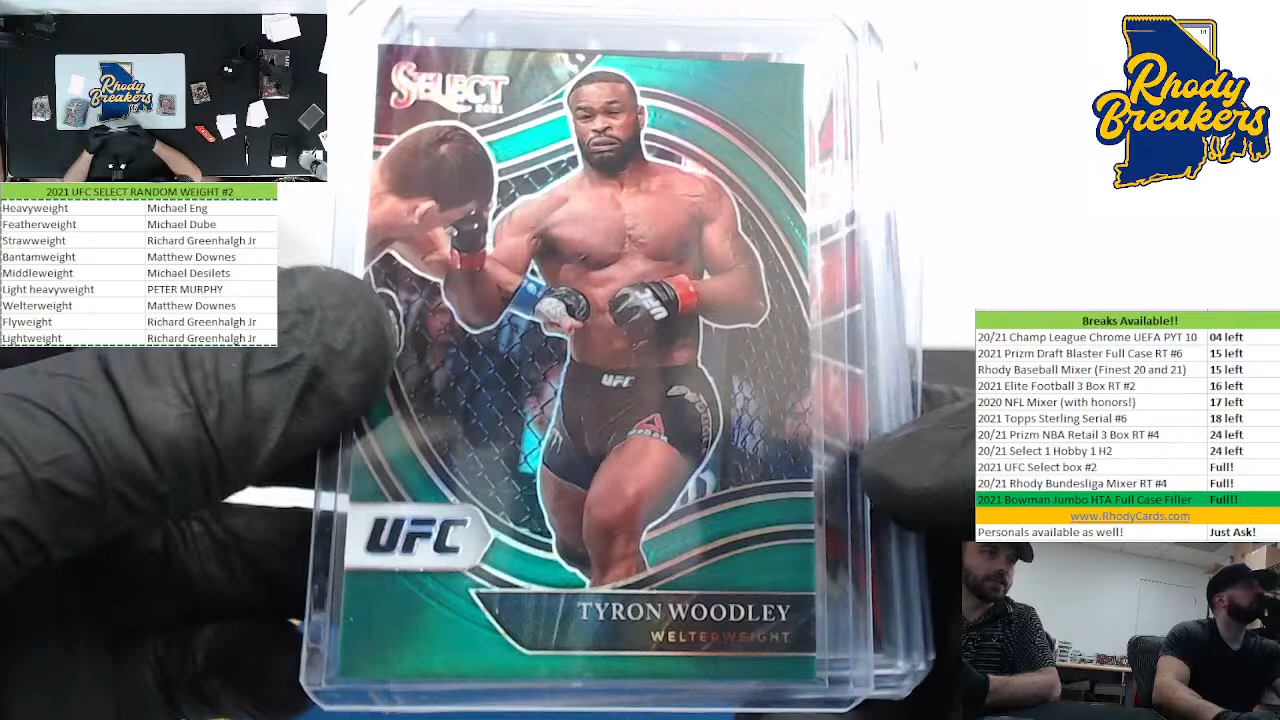 Rhody
Breakers
2021 UFC SELECT RANDOM WEIGHT #2
Heavyweight Michael Eng
Featherweight Michael Dube
Strawweight Richard Greenhalgh Jr
Bantamweight Matthew Downes
Middleweight Michael Desilets
Light heavyweight PETER MURPHY
Welterweight Matthew Downes
Flyweight Richard Greenhalgh Jr
Lightweight Richard Greenhalgh Jr
SELECT
2021
UFC
UFC
TYRON WOODLEY
WELTERWEIGHT
Rhody
Breakers
Breaks Available!!
20/21 Champ League Chrome UEFA PYT 10 04 left
2021 Prizm Draft Blaster Full Case RT #6 15 left
Rhody Baseball Mixer (Finest 20 and 21) 15 left
2021 Elite Football 3 Box RT #2 16 left
2020 NFL Mixer (with honors!) 17 left
2021 Topps Sterling Serial #6 18 left
20/21 Prizm NBA Retail 3 Box RT #4 24 left
20/21 Select 1 Hobby 1 H2 24 left
2021 UFC Select box #2 Full!
20/21 Rhody Bundesliga Mixer RT #4 Full!
2021 Bowman Jumbo HTA Full Case Filler Full!!
www.RhodyCards.com
Personals available as well! Just Ask!